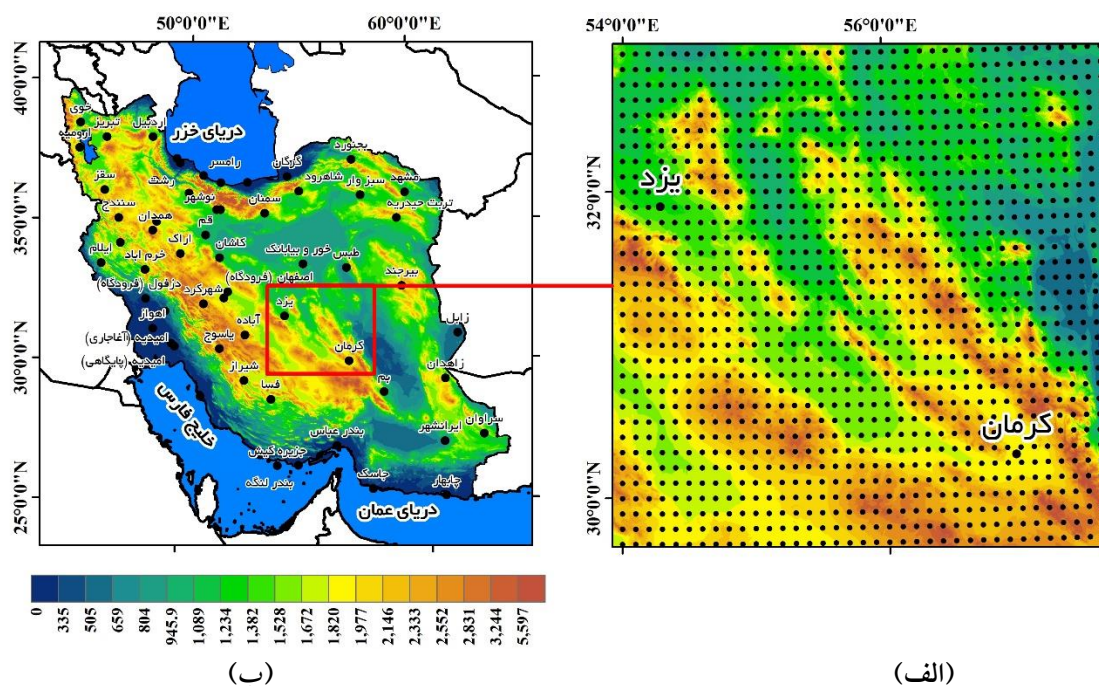 50°0'0"E
60°0'0"E
54°0'0"E
56°0'0"E
40°0'0"N
35°0'0"N
30°0'0"N
25°0'0"N
32°0'0"N
30°0'0"N
خوی
ارومیه
تبریز
اردبیل
دریای خزر
رامسر
گرگان
بجنورد
سقز
رشت
نوشهر
سمنان
شاهرود
سبز وار
مشهد
سنندج
همدان
قم
تربت حیدریه
ایلام
اراک
کاشان
خور و بیابانک
طبس
خرم اباد
بیرجند
دزفول (فرودگاه)
اصفهان (فرودگاه)
شهرکرد
یزد
اهواز
آباده
زابل
امیدیه (آغاجاری)
یاسوج
کرمان
امیدیه (پایگاهی)
شیراز
بم
زاهدان
فسا
خلیج فارس
سراوان
ایرانشهر
بندر عباس
جزیره کیش
جاسک
بندر لنگه
چابهار
دریای عمان
یزد
کرمان
0
335
505
659
804
945.9
1,089
1,234
1,382
1,528
1,672
1,820
1,977
2,146
2,333
2,552
2,831
3,244
5,597
(ب)
(الف)